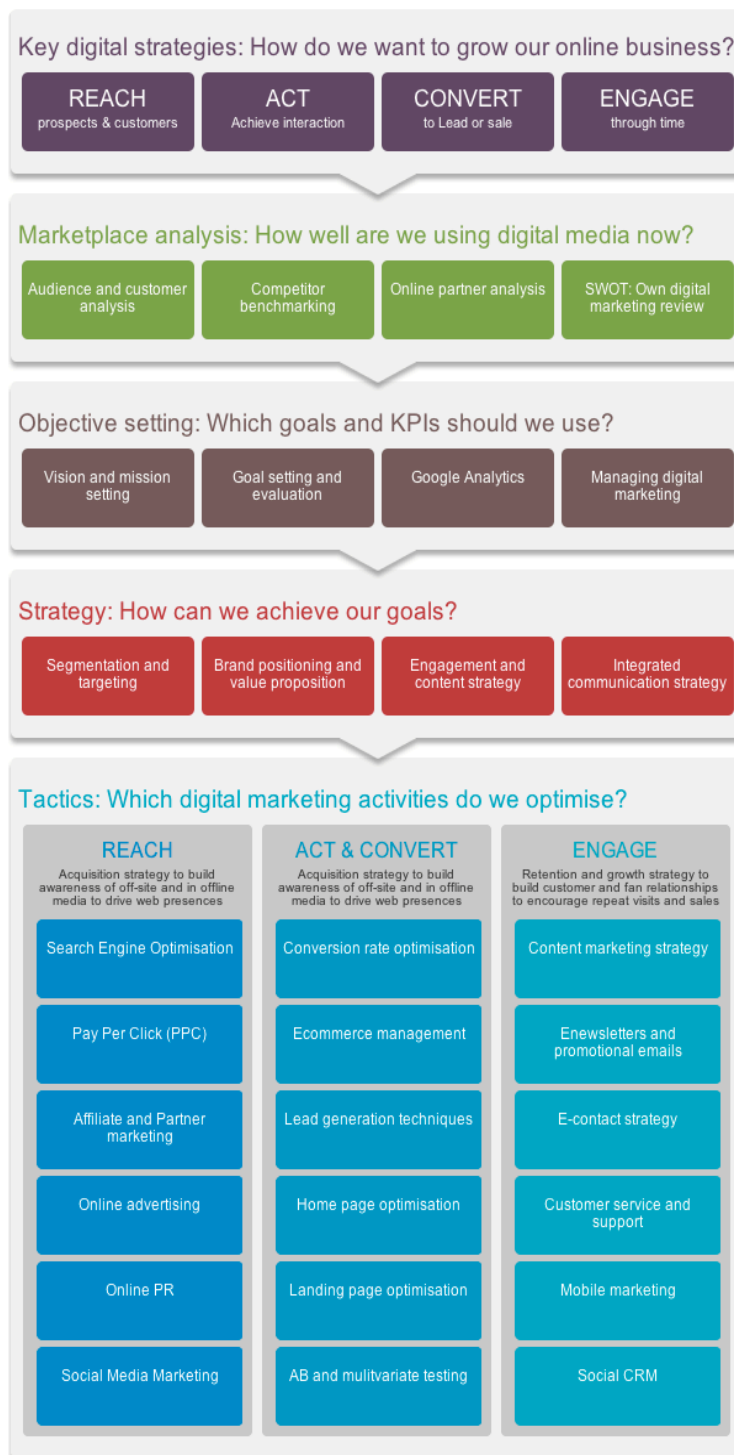 Key digital strategies: How do we want to grow our online business?
REACH
prospects & customers
ACT
Achieve interaction
CONVERT
to Lead or sale
ENGAGE
through time
Marketplace analysis: How well are we using digital media now?
Audience and customer
analysis
Competitor
benchmarking
Online partner analysis
SWOT: Own digital
marketing review
Objective setting: Which goals and KPIs should we use?
Vision and mission
setting
Goal setting and
evaluation
Google Analytics
Managing digital
marketing
Strategy: How can we achieve our goals?
Segmentation and
targeting
Brand positioning and
value proposition
Engagement and
content strategy
Integrated
communication strategy
Tactics: Which digital marketing activities do we optimise?
REACH
Acquisition strategy to build
awareness of off-site and in offline
media to drive web presences
Search Engine Optimisation
Pay Per Click (PPC)
Affiliate and Partner
marketing
Online advertising
Online PR
Social Media Marketing
ACT & CONVERT
Acquisition strategy to build
awareness of off-site and in offline
media to drive web presences
Conversion rate optimisation
Ecommerce management
Lead generation techniques
Home page optimisation
Landing page optimisation
AB and mulitvariate testing
ENGAGE
Retention and growth strategy to
build customer and fan relationships
to encourage repeat visits and sales
Content marketing strategy
Enewsletters and
promotional emails
E-contact strategy
Customer service and
support
Mobile marketing
Social CRM